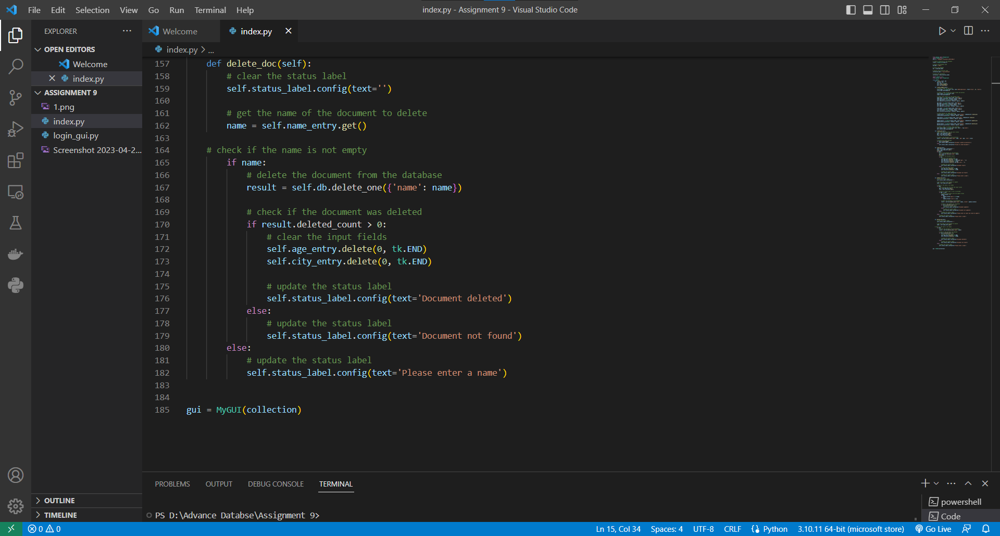 File Edit Selection View Go Run Terminal Help
index.py - Assignment 9 - Visual Studio Code
EXPLORER
OPEN EDITORS
Welcome
index.py
ASSIGNMENT 9
1.png
index.py
login_gui.py
Screenshot 2023-04-2...
OUTLINE
TIMELINE
Welcome
index.py
index.py > ...
157 def delete_doc(self):
158 # clear the status label
159 self.status_label.config(text='')
160
161 # get the name of the document to delete
162 name = self.name_entry.get()
163
164 # check if the name is not empty
165 if name:
166 # delete the document from the database
167 result = self.db.delete_one({'name': name})
168
169 # check if the document was deleted
170 if result.deleted_count > 0:
171 # clear the input fields
172 self.age_entry.delete(0, tk.END)
173 self.city_entry.delete(0, tk.END)
174
175 # update the status label
176 self.status_label.config(text='Document deleted')
177 else:
178 # update the status label
179 self.status_label.config(text='Document not found')
180 else:
181 # update the status label
182 self.status_label.config(text='Please enter a name')
183
184
185 gui = MyGUI(collection)
PROBLEMS OUTPUT DEBUG CONSOLE TERMINAL
PS D:\Advance Databse\Assignment 9>
powershell
Code
0 0
Ln 15, Col 34 Spaces: 4 UTF-8 CRLF Python 3.10.11 64-bit (microsoft store) Go Live